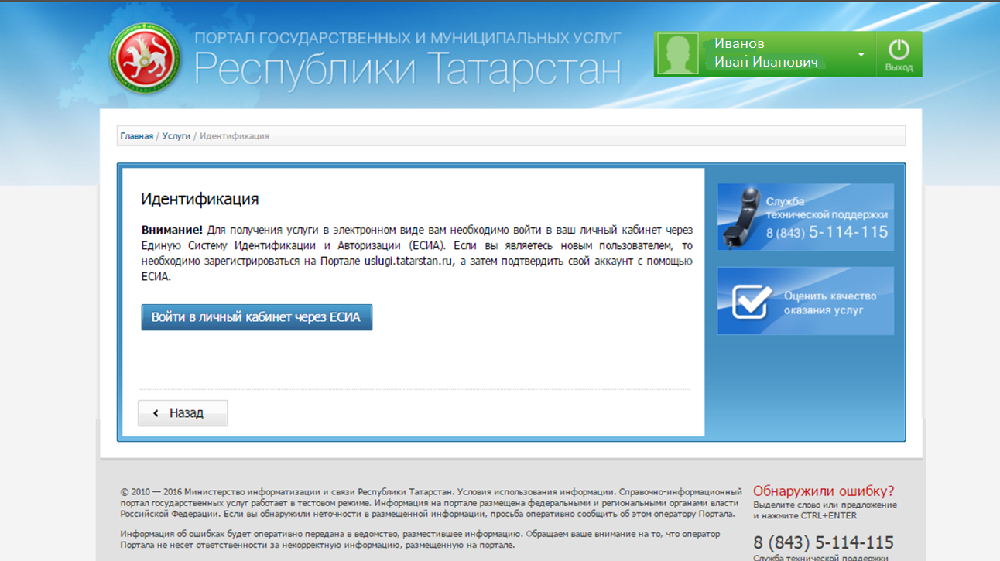 ПОРТАЛ ГОСУДАРСТВЕННЫХ И МУНИЦИПАЛЬНЫХ УСЛУГ
Республики Татарстан
Иванов
Иван Иванович
Выход
ТАТАРСТАН
Главная / Услуги / Идентификация
Идентификация
Внимание! Для получения услуги в электронном виде вам необходимо войти в ваш личный кабинет через
Единую Систему Идентификации и Авторизации (ЕСИА). Если вы являетесь новым пользователем, то
необходимо зарегистрироваться на Портале uslugi.tatarstan.ru, а затем подтвердить свой аккаунт с помощью
ЕСИА.
Войти в личный кабинет через ЕСИА
Назад
Служба
технической поддержки
8 (843) 5-114-115
Оценить качество
оказания услуг
© 2010 — 2016 Министерство информатизации и связи Республики Татарстан. Условия использования информации. Справочно-информационный
портал государственных услуг работает в тестовом режиме. Информация на портале размещена федеральными и региональными органами власти
Российской Федерации. Если вы обнаружили неточности в размещенной информации, просьба оперативно сообщить об этом оператору Портала.
Информация об ошибках будет оперативно передана в ведомство, разместившее информацию. Обращаем ваше внимание на то, что оператор
Портала не несет ответственности за некорректную информацию, размещенную на портале.
Обнаружили ошибку?
Выделите слово или предложение
и нажмите CTRL+ENTER
8 (843) 5-114-115
Служба технической поддержки